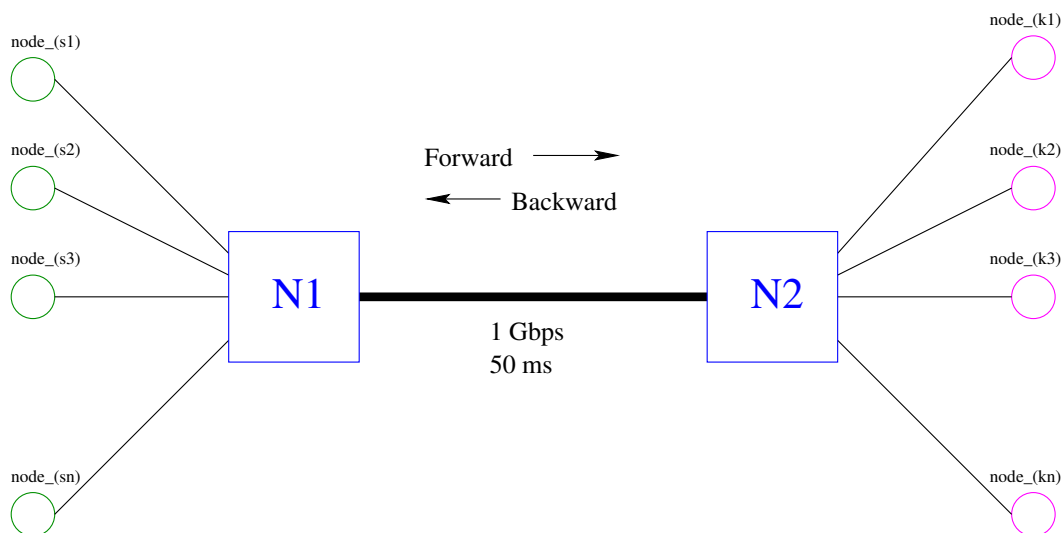 node_(s1)
node_(k1)
node_(s2)
node_(k2)
Forward
Backward
node_(s3)
node_(k3)
N1
N2
1 Gbps
50 ms
node_(sn)
node_(kn)